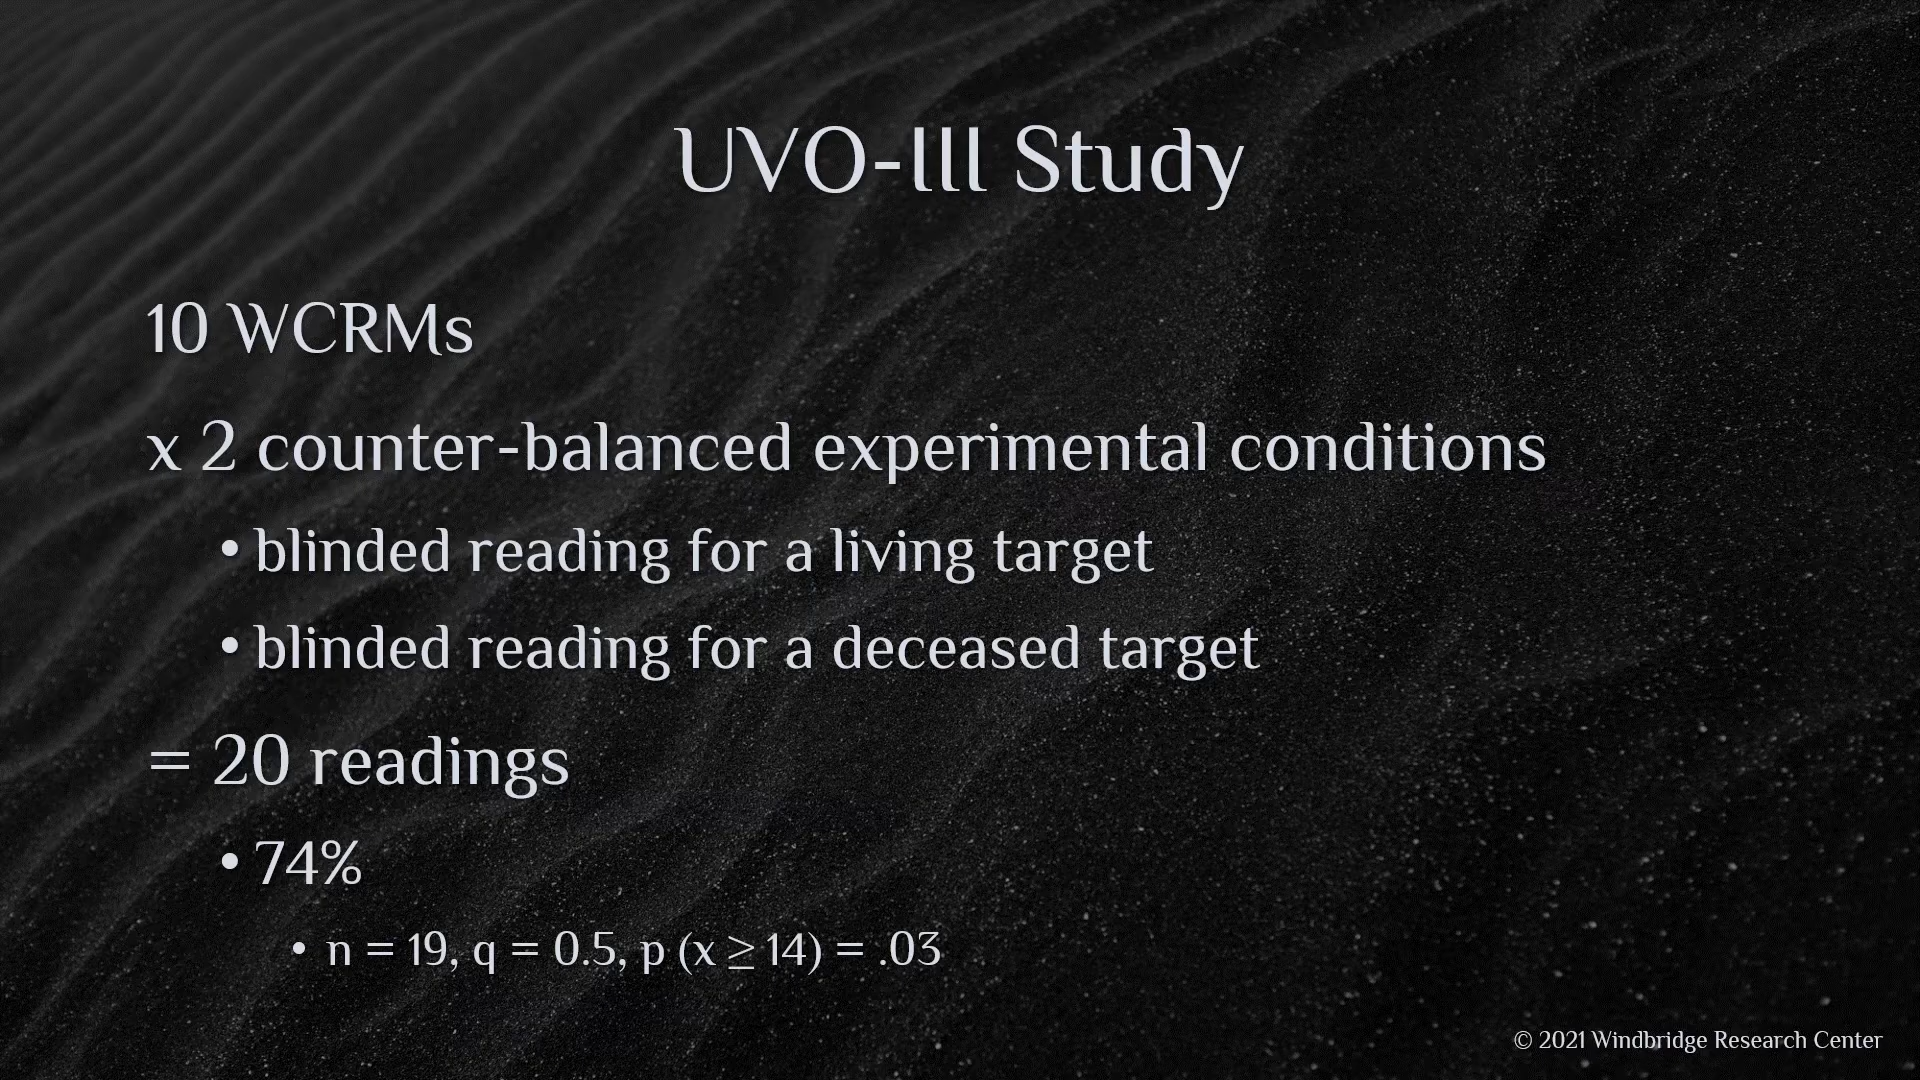 UVO-III Study
10 WCRMs
x 2 counter-balanced experimental conditions
• blinded reading for a living target
• blinded reading for a deceased target
= 20 readings
• 74%
• n = 19, q = 0.5, p (x ≥ 14) = .03
© 2021 Windbridge Research Center